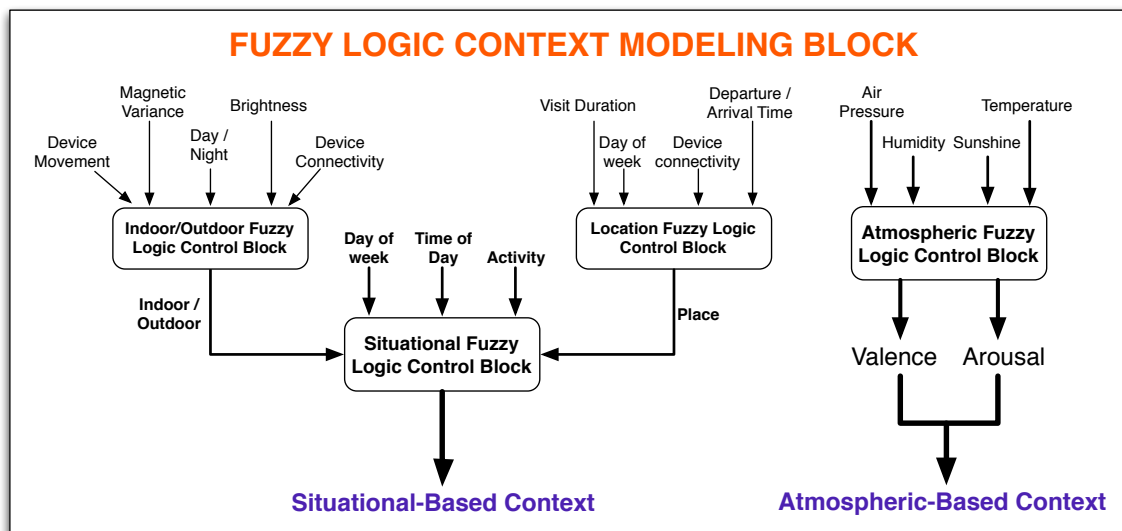 FUZZY LOGIC CONTEXT MODELING BLOCK
Magnetic
Variance
Brightness
Device
Movement
Day /
Night
Device
Connectivity
Indoor/Outdoor Fuzzy
Logic Control Block
Indoor /
Outdoor
Visit Duration
Departure /
Arrival Time
Day of
week
Device
connectivity
Location Fuzzy Logic
Control Block
Place
Day of
week
Time of
Day
Activity
Situational Fuzzy
Logic Control Block
Situational-Based Context
Air
Pressure
Temperature
Humidity
Sunshine
Atmospheric Fuzzy
Logic Control Block
Valence
Arousal
Atmospheric-Based Context